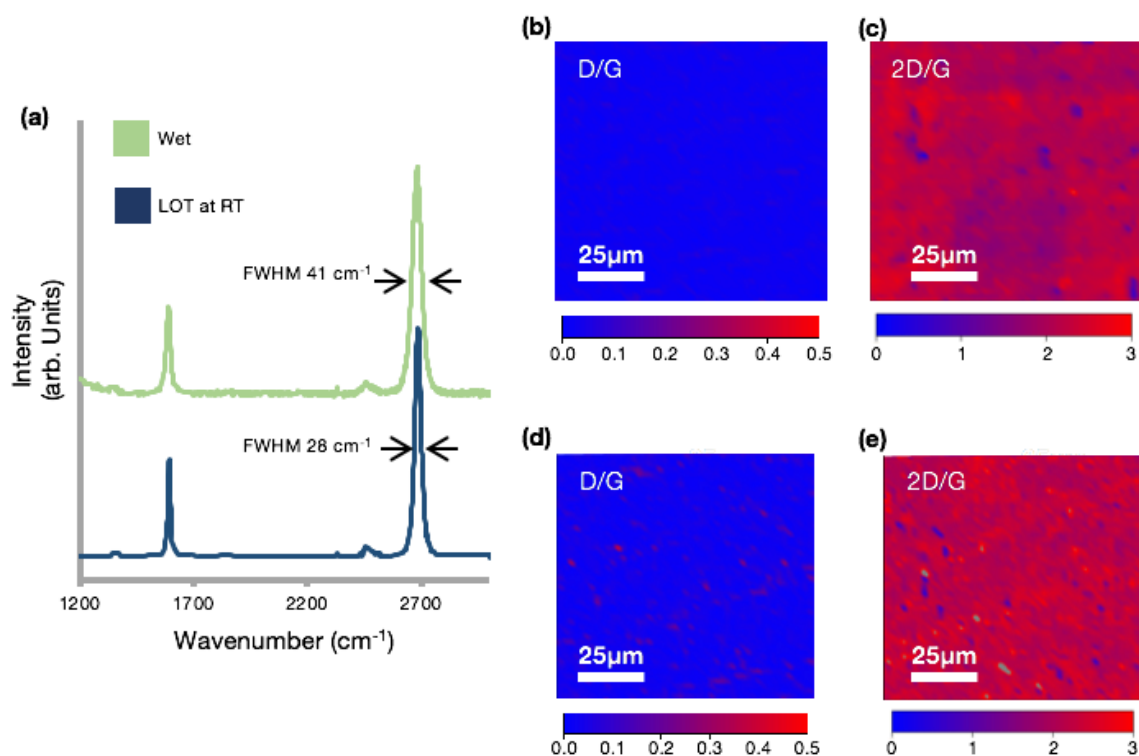 (a)
Wet
LOT at RT
FWHM 41 cm⁻¹
FWHM 28 cm⁻¹
Intensity
(arb. Units)
1200 1700 2200 2700
Wavenumber (cm⁻¹)
(b)
D/G
25μm
0.0 0.1 0.2 0.3 0.4 0.5
(c)
2D/G
25μm
0 1 2 3
(d)
D/G
25μm
0.0 0.1 0.2 0.3 0.4 0.5
(e)
2D/G
25μm
0 1 2 3